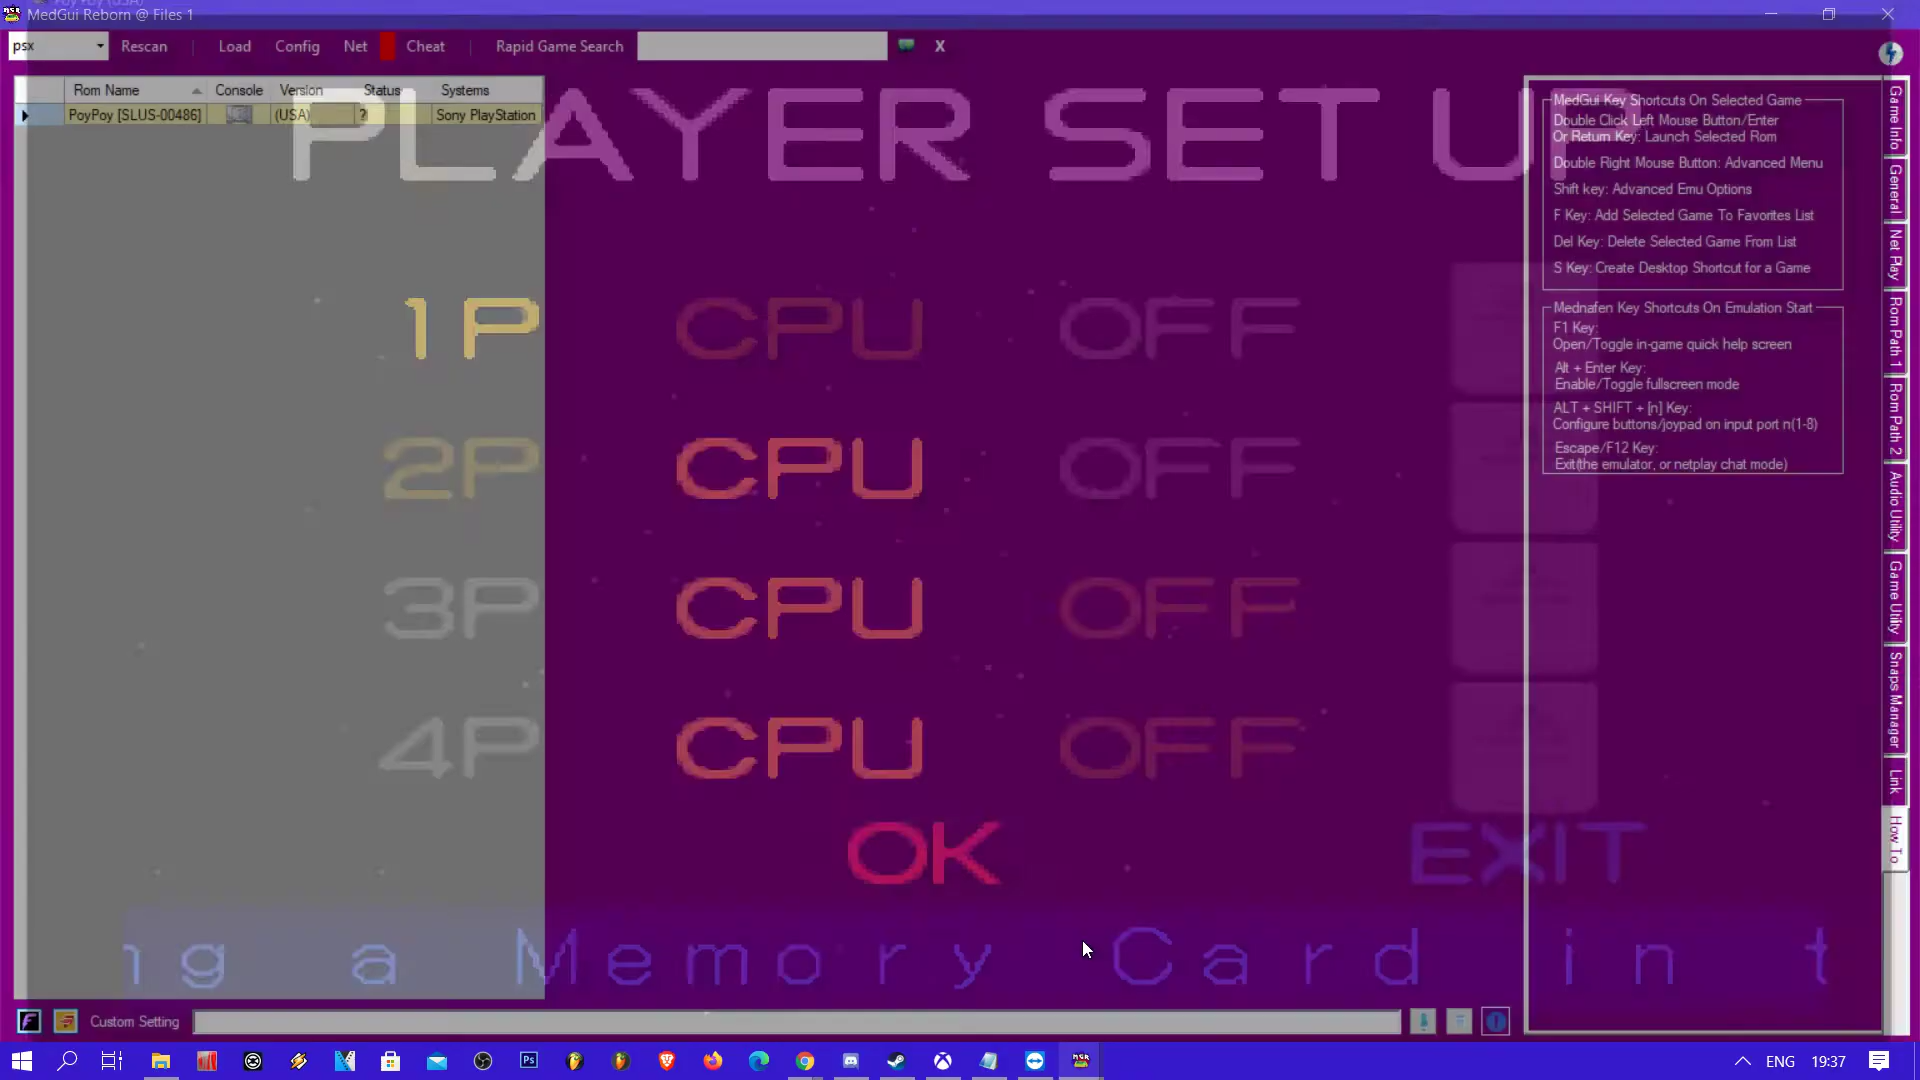 MedGui Reborn @ Files 1
psx Rescan Load Config Net Cheat Rapid Game Search X
Rom Name Console Version Status Systems
PoyPoy [SLUS-00486] (USA) ? Sony PlayStation
PLAYER SET UP
1P CPU OFF
2P CPU OFF
3P CPU OFF
4P CPU OFF
OK EXIT
ng a Memory Card in t
MedGui Key Shortcuts On Selected Game
Double Click Left Mouse Button/Enter
Or Return Key: Launch Selected Rom
Double Right Mouse Button: Advanced Menu
Shift key: Advanced Emu Options
F Key: Add Selected Game To Favorites List
Del Key: Delete Selected Game From List
S Key: Create Desktop Shortcut for a Game
Mednafen Key Shortcuts On Emulation Start
F1 Key:
Open/Toggle in-game quick help screen
Alt + Enter Key:
Enable/Toggle fullscreen mode
ALT + SHIFT + [n] Key:
Configure buttons/joypad on input port n(1-8)
Escape/F12 Key:
Exit(the emulator, or netplay chat mode)
Game Info
General
Net Play
Rom Path 1
Rom Path 2
Audio Utility
Game Utility
Snaps Manager
Link
How To
Custom Setting
ENG 19:37